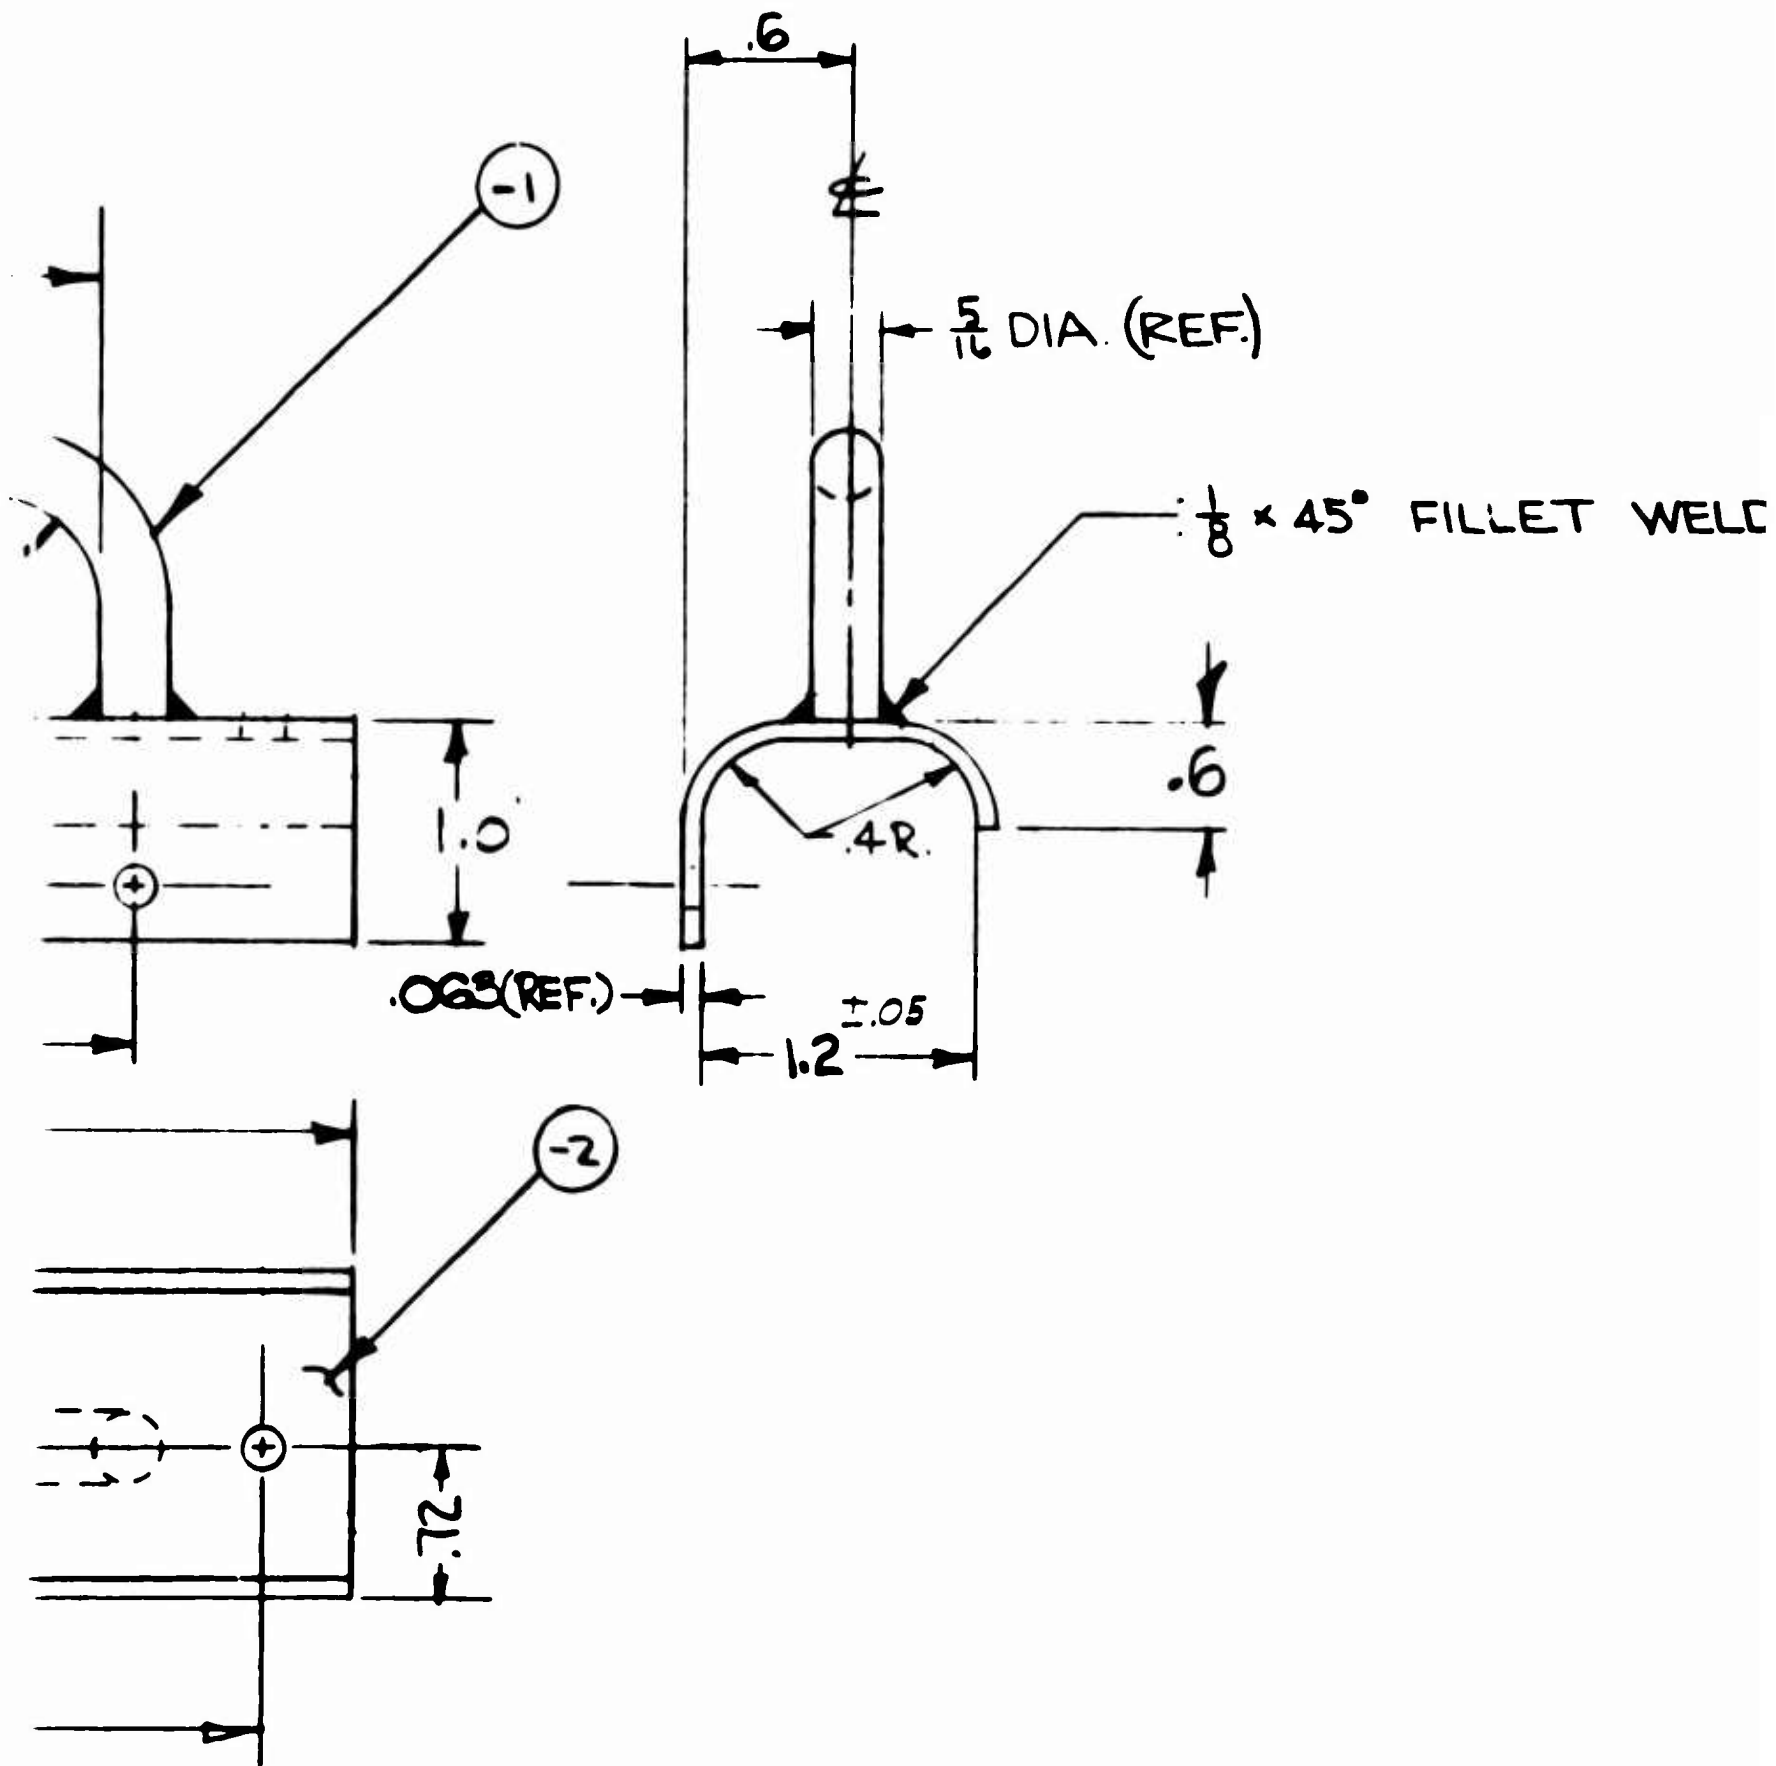 .6
-1
℄
5/16 DIA. (REF.)
1/8 × 45° FILLET WELD
.6
1.0
.4 R.
.063 (REF.)
±.05
1.2
-2
.72